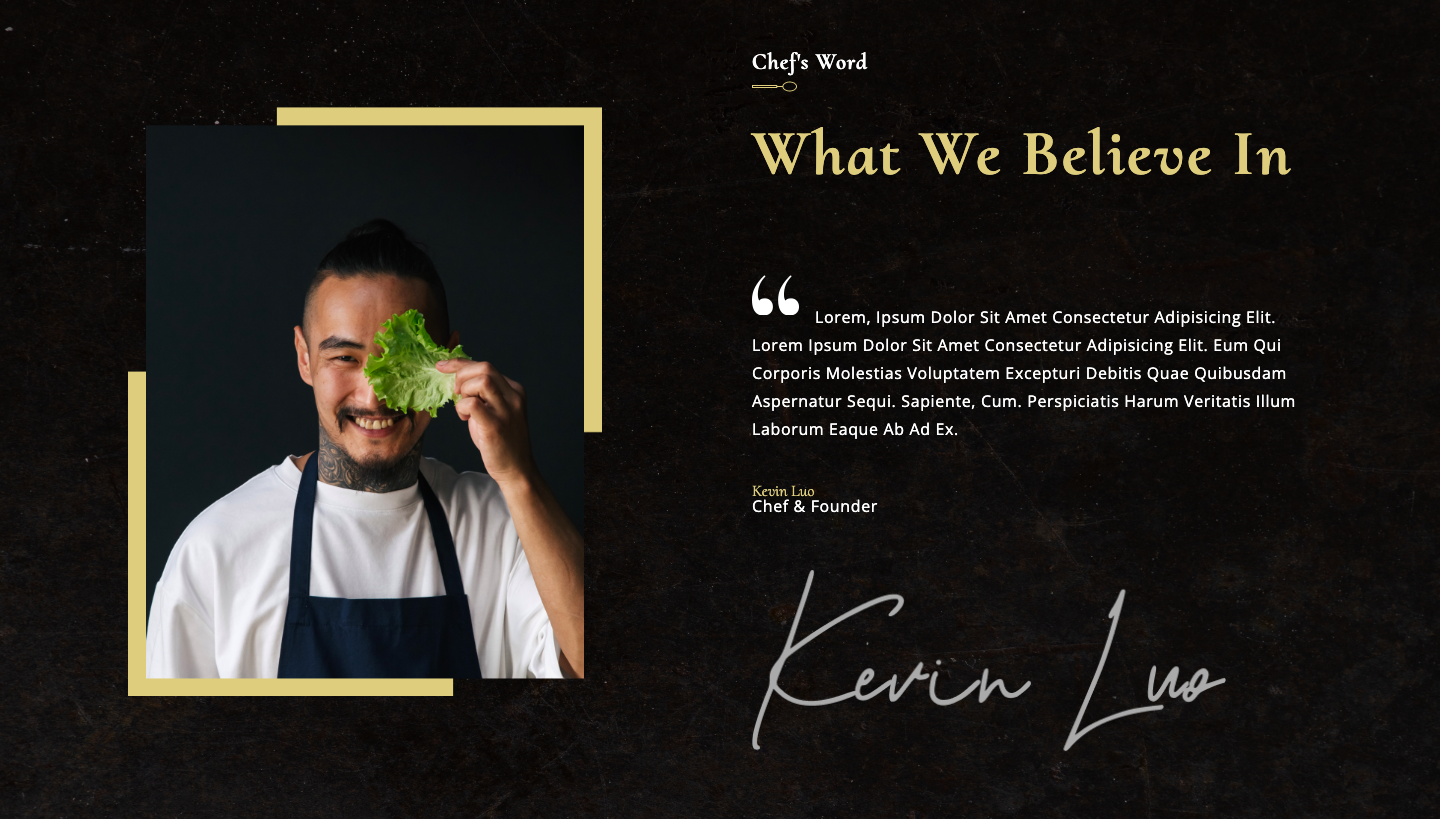 Chef's Word
What We Believe In
“ Lorem, Ipsum Dolor Sit Amet Consectetur Adipisicing Elit.
Lorem Ipsum Dolor Sit Amet Consectetur Adipisicing Elit. Eum Qui
Corporis Molestias Voluptatem Excepturi Debitis Quae Quibusdam
Aspernatur Sequi. Sapiente, Cum. Perspiciatis Harum Veritatis Illum
Laborum Eaque Ab Ad Ex.
Kevin Luo
Chef & Founder
Kevin Luo